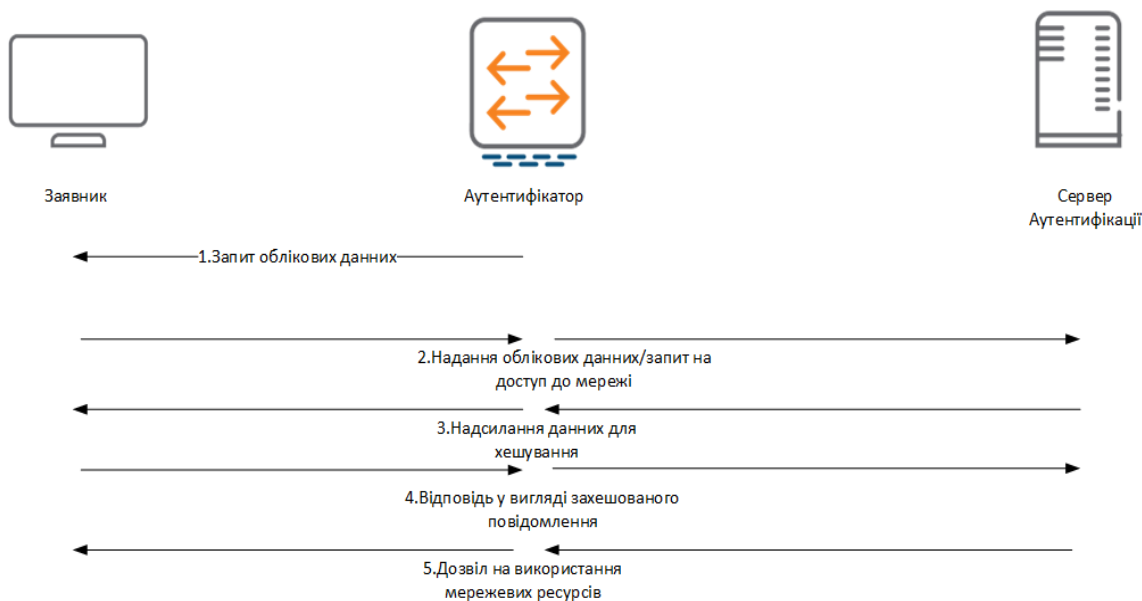 Заявник
Аутентифікатор
Сервер
Аутентифікації
1.Запит облікових данних
2.Надання облікових данних/запит на
доступ до мережі
3.Надсилання данних для
хешування
4.Відповідь у вигляді захешованого
повідомлення
5.Дозвіл на використання
мережевих ресурсів